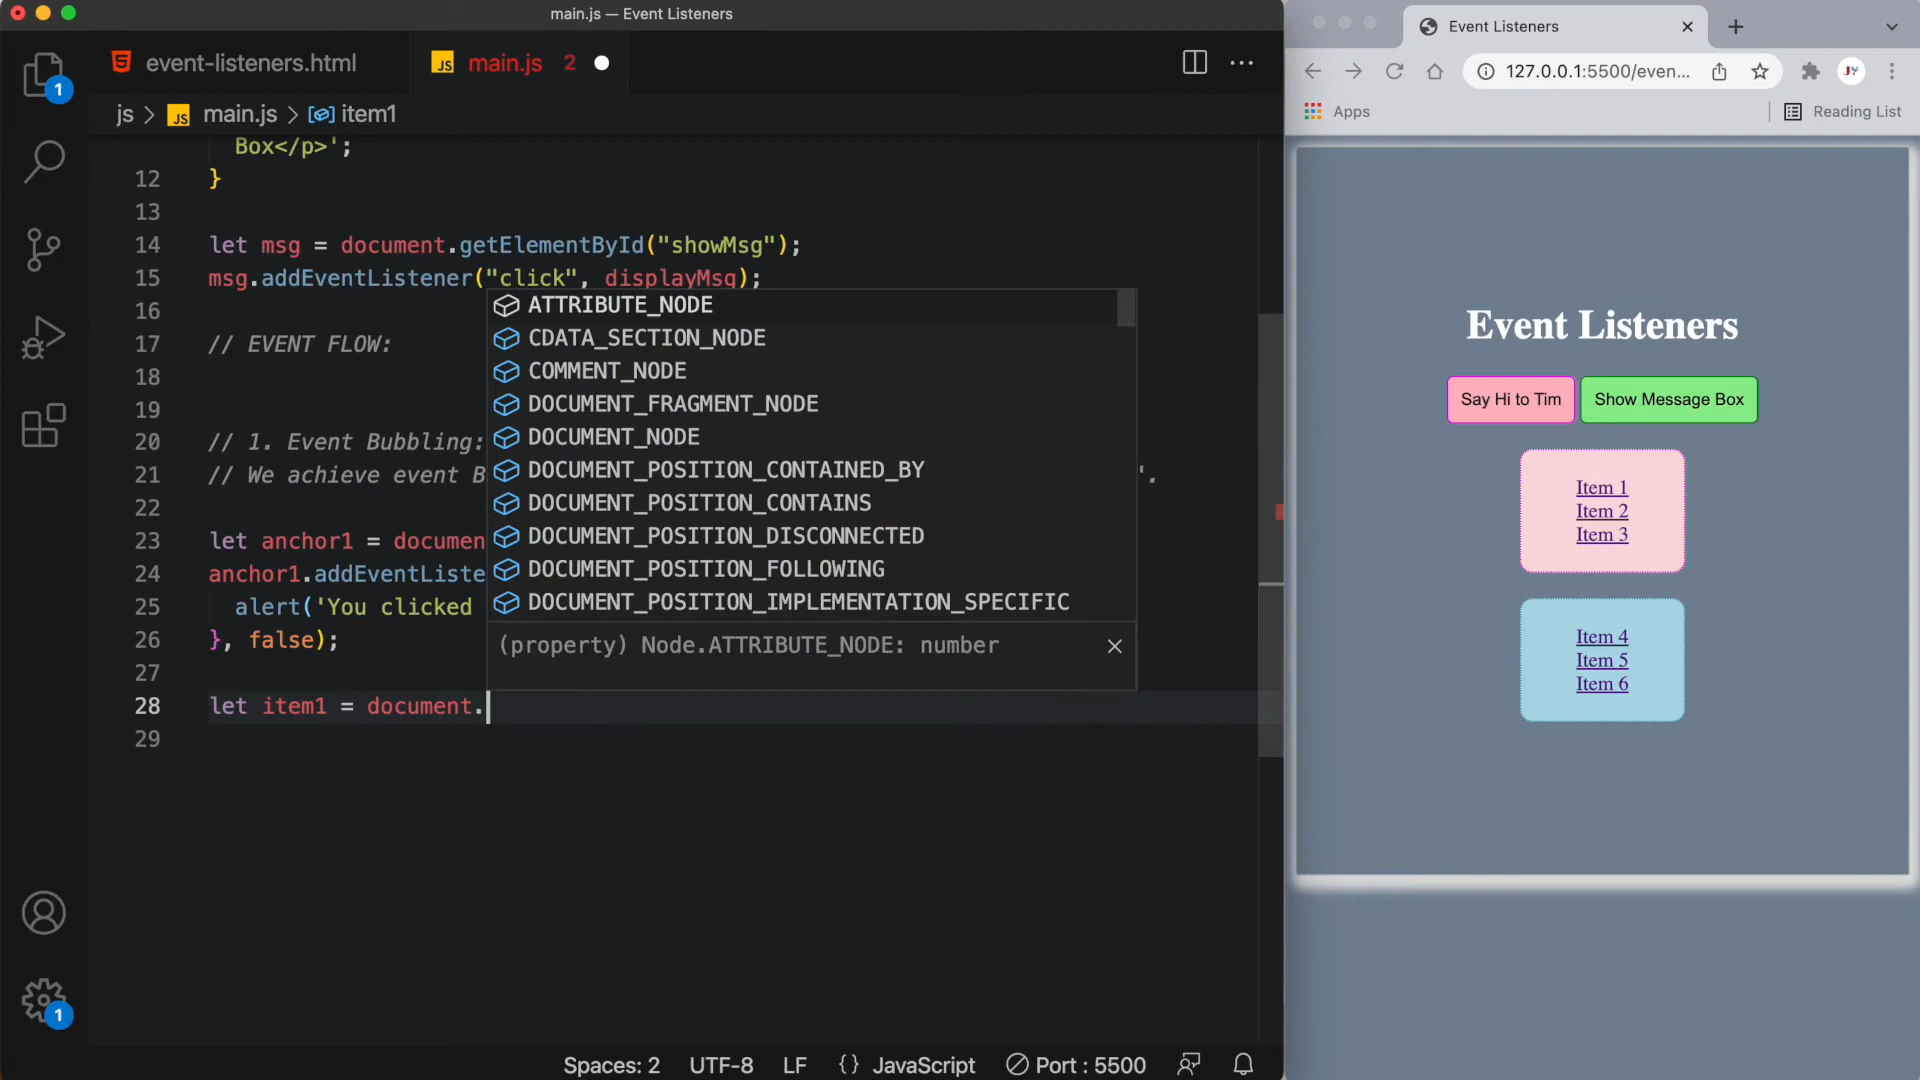 main.js — Event Listeners
event-listeners.html
main.js 2
js > main.js > item1
Box</p>';
12 }
13
14 let msg = document.getElementById("showMsg");
15 msg.addEventListener("click", displayMsg);
16
17 // EVENT FLOW:
18
19
20 // 1. Event Bubbling:
21 // We achieve event B
'.
22
23 let anchor1 = documen
24 anchor1.addEventListe
25 alert('You clicked
26 }, false);
27
28 let item1 = document.
29
ATTRIBUTE_NODE
CDATA_SECTION_NODE
COMMENT_NODE
DOCUMENT_FRAGMENT_NODE
DOCUMENT_NODE
DOCUMENT_POSITION_CONTAINED_BY
DOCUMENT_POSITION_CONTAINS
DOCUMENT_POSITION_DISCONNECTED
DOCUMENT_POSITION_FOLLOWING
DOCUMENT_POSITION_IMPLEMENTATION_SPECIFIC
(property) Node.ATTRIBUTE_NODE: number
1
1
Spaces: 2 UTF-8 LF {} JavaScript Port : 5500
Event Listeners
127.0.0.1:5500/even...
JY
Apps
Reading List
Event Listeners
Say Hi to Tim
Show Message Box
Item 1
Item 2
Item 3
Item 4
Item 5
Item 6